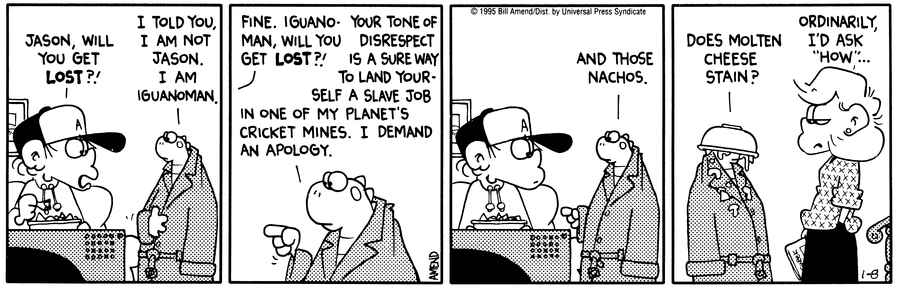 JASON, WILL
YOU GET
LOST?!
A
I TOLD YOU,
I AM NOT
JASON.
I AM
IGUANOMAN.
FINE. IGUANO-
MAN, WILL YOU
GET LOST?!
YOUR TONE OF
DISRESPECT
IS A SURE WAY
TO LAND YOUR-
SELF A SLAVE JOB
IN ONE OF MY PLANET'S
CRICKET MINES. I DEMAND
AN APOLOGY.
AMEND
© 1995 Bill Amend/Dist. by Universal Press Syndicate
A
AND THOSE
NACHOS.
DOES MOLTEN
CHEESE
STAIN?
ORDINARILY,
I'D ASK
"HOW"...
1-8